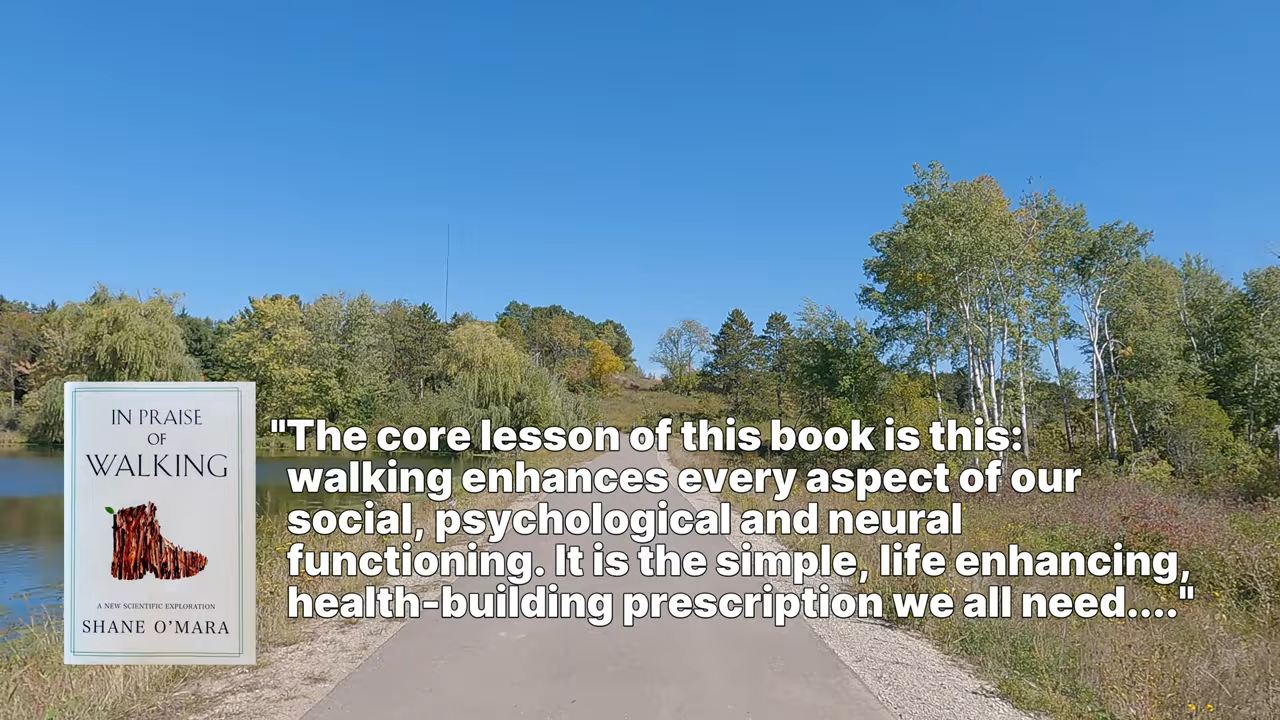 IN PRAISE
OF
WALKING
A NEW SCIENTIFIC EXPLORATION
SHANE O'MARA
"The core lesson of this book is this:
walking enhances every aspect of our
social, psychological and neural
functioning. It is the simple, life enhancing,
health-building prescription we all need...."